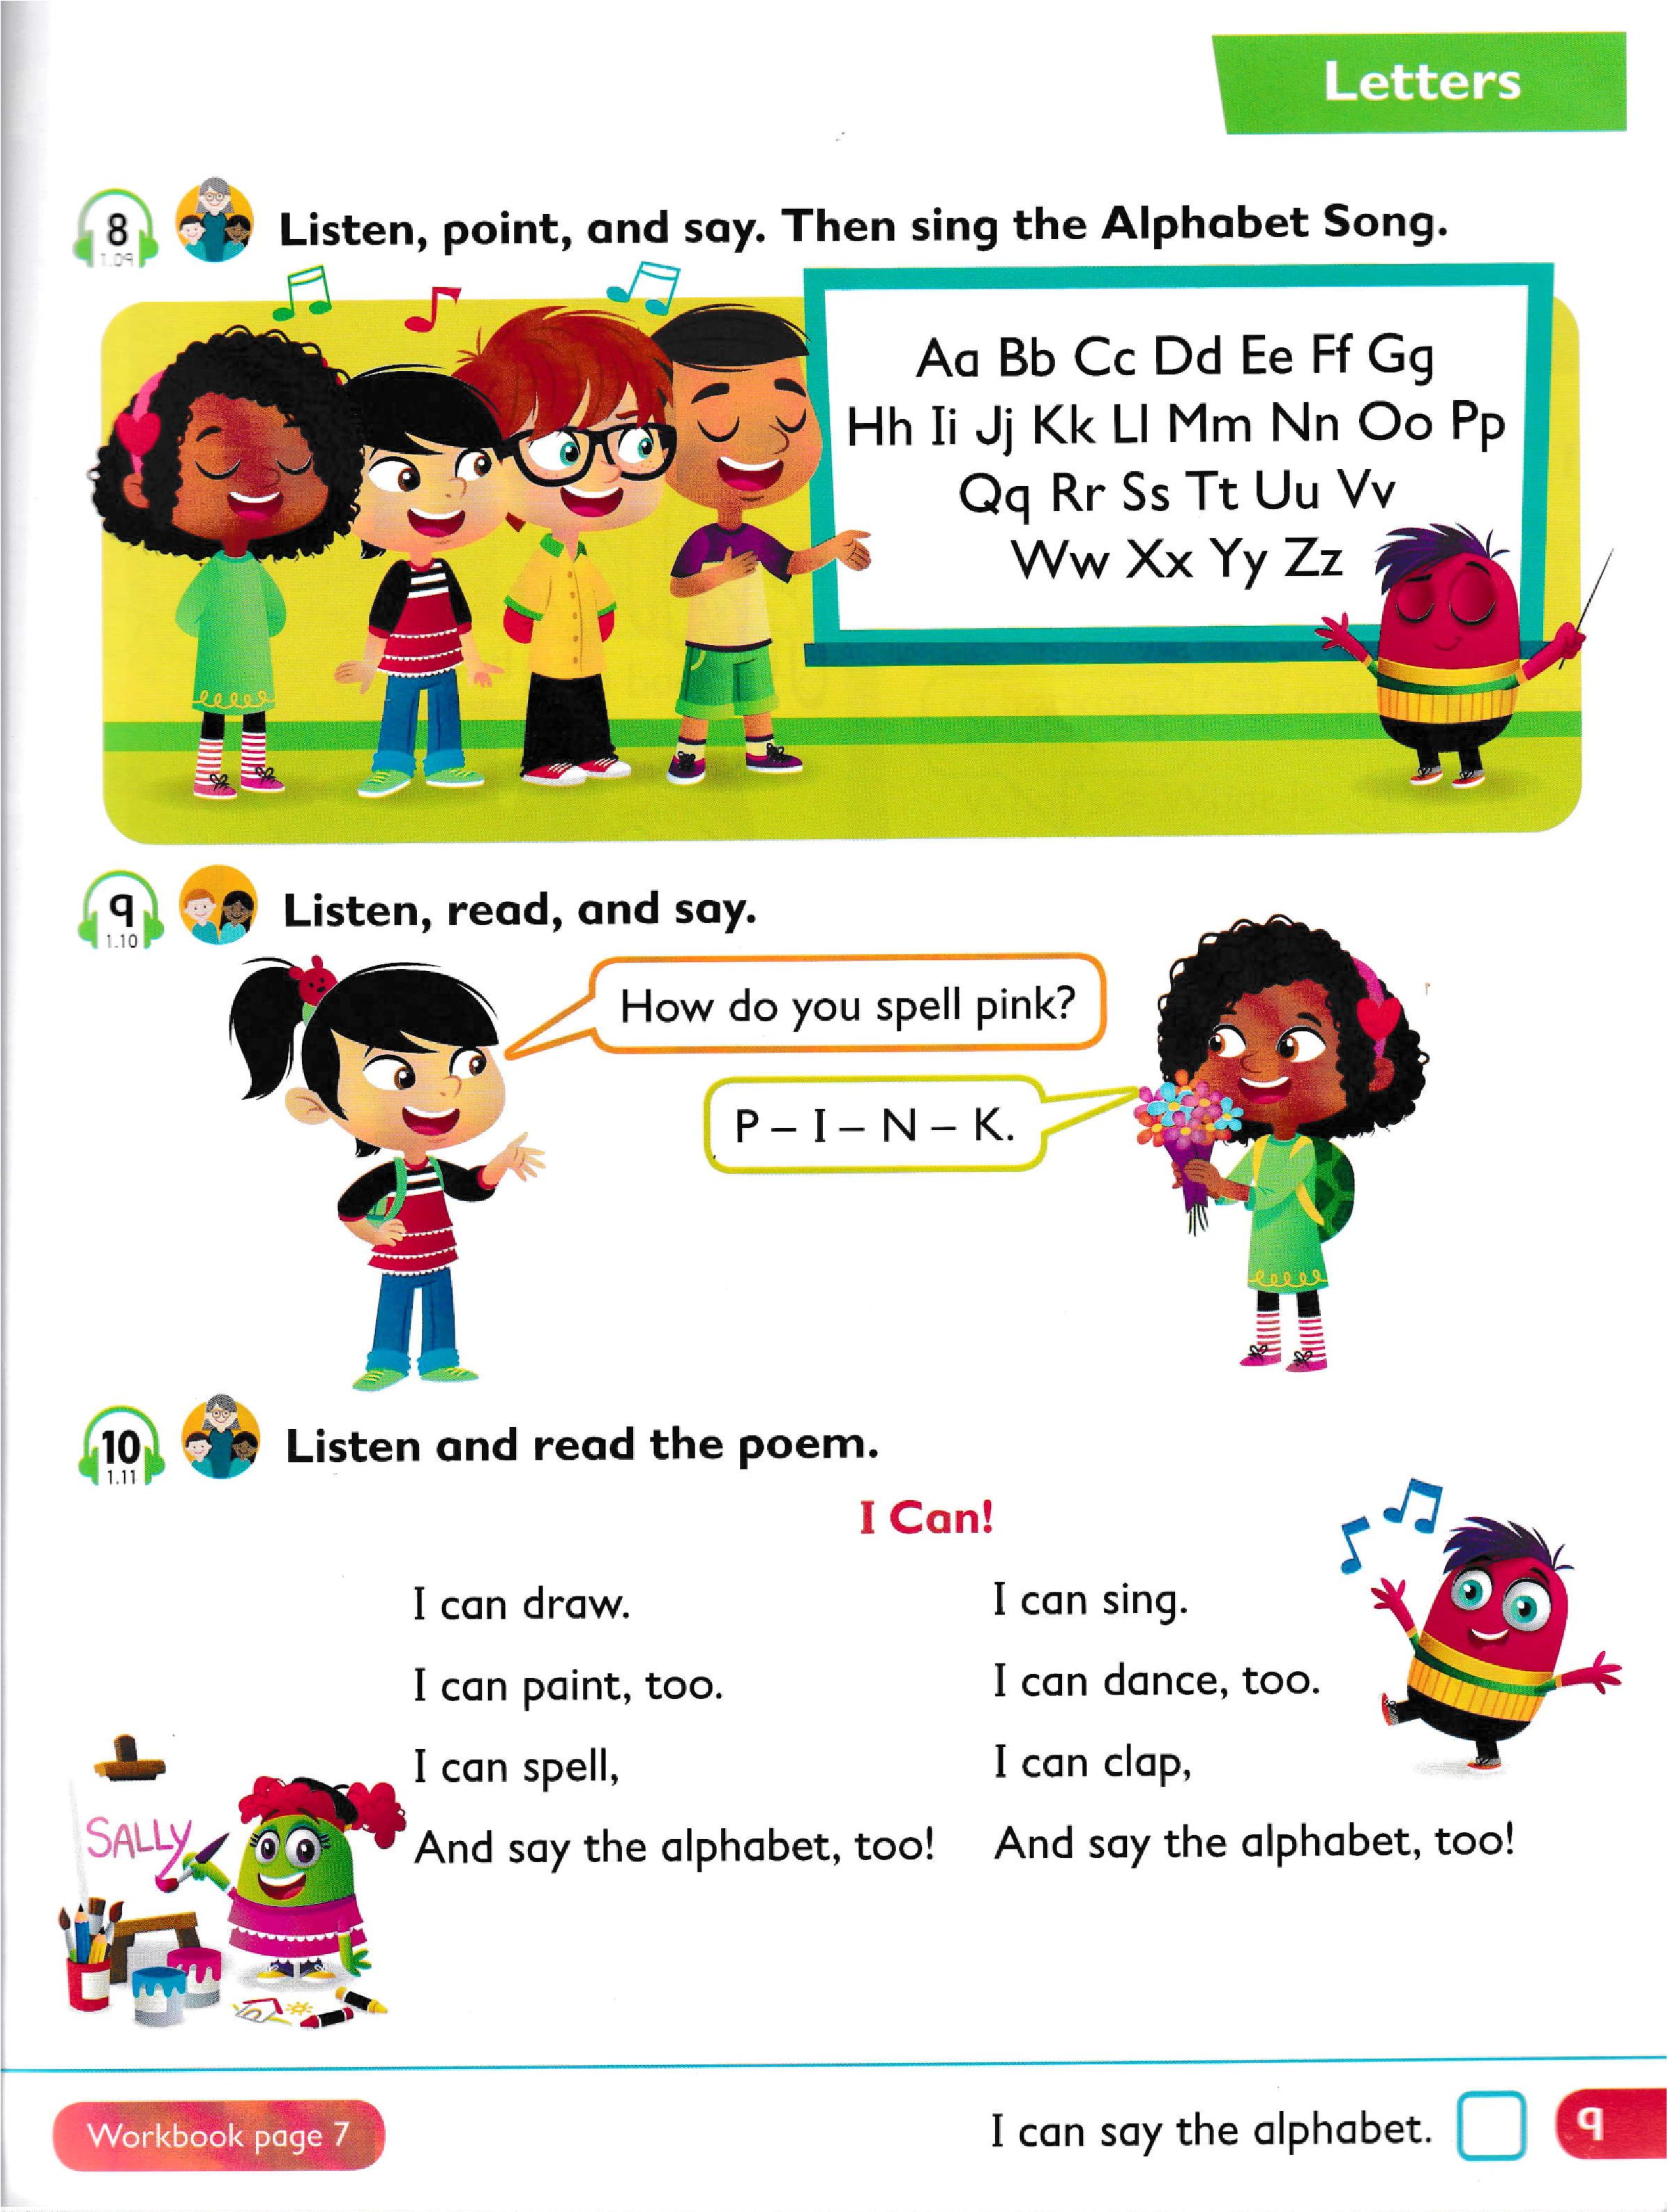 Letters
8
1.09
Listen, point, and say. Then sing the Alphabet Song.
Aa Bb Cc Dd Ee Ff Gg
Hh Ii Jj Kk Ll Mm Nn Oo Pp
Qq Rr Ss Tt Uu Vv
Ww Xx Yy Zz
9
1.10
Listen, read, and say.
How do you spell pink?
P – I – N – K.
10
1.11
Listen and read the poem.
I Can!
I can draw.
I can paint, too.
I can spell,
And say the alphabet, too!
I can sing.
I can dance, too.
I can clap,
And say the alphabet, too!
SALLY
Workbook page 7
I can say the alphabet.
9